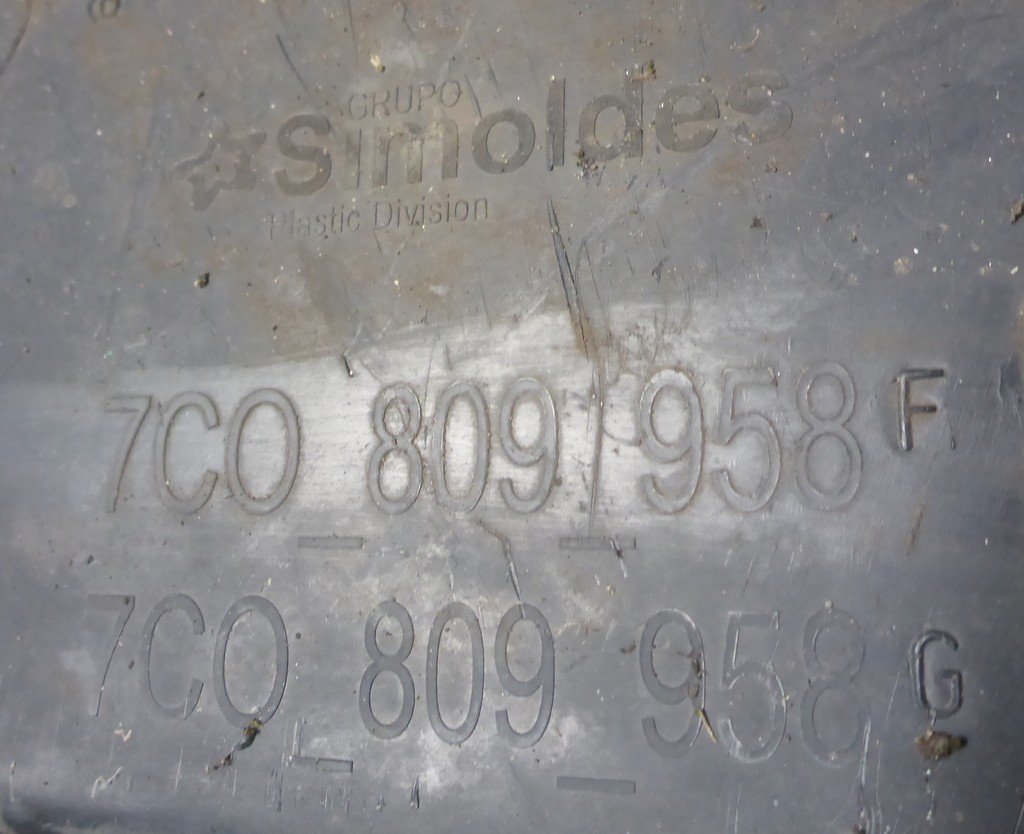 GRUPO
Simoldes
Plastic Division
7C0 809 958 F
7C0 809 958 G